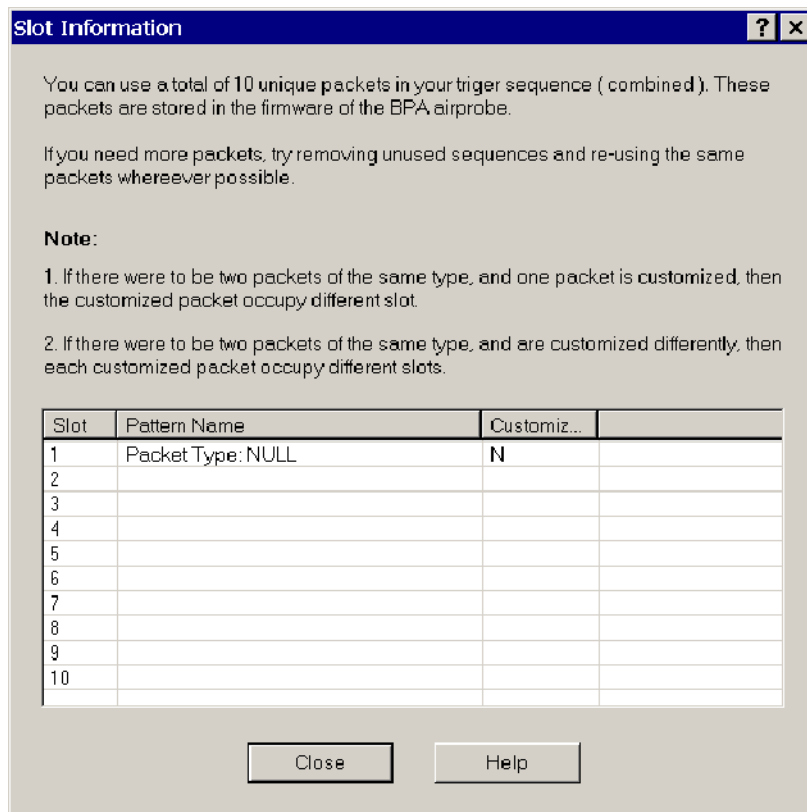 Slot Information
You can use a total of 10 unique packets in your triger sequence ( combined ). These
packets are stored in the firmware of the BPA airprobe.
If you need more packets, try removing unused sequences and re-using the same
packets whereever possible.
Note:
1. If there were to be two packets of the same type, and one packet is customized, then
the customized packet occupy different slot.
2. If there were to be two packets of the same type, and are customized differently, then
each customized packet occupy different slots.
Slot Pattern Name Customiz...
1 Packet Type: NULL N
2
3
4
5
6
7
8
9
10
Close Help